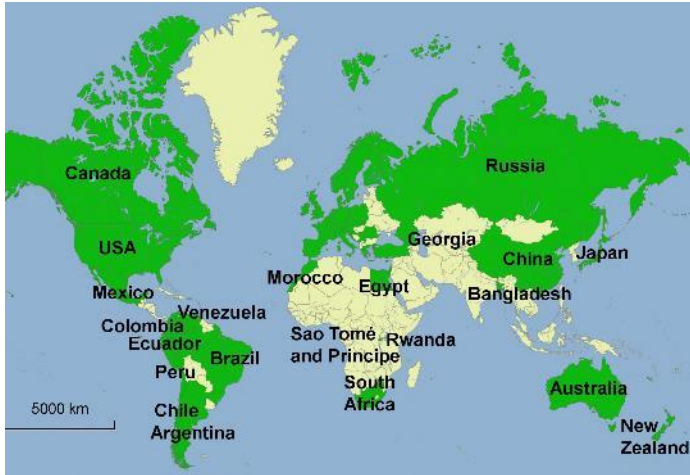 Canada
Russia
USA
Georgia
China
Japan
Morocco
Egypt
Mexico
Bangladesh
Venezuela
Colombia
Ecuador
Sao Tomé
and Principe
Rwanda
Brazil
Peru
South
Africa
Australia
5000 km
Chile
Argentina
New
Zealand